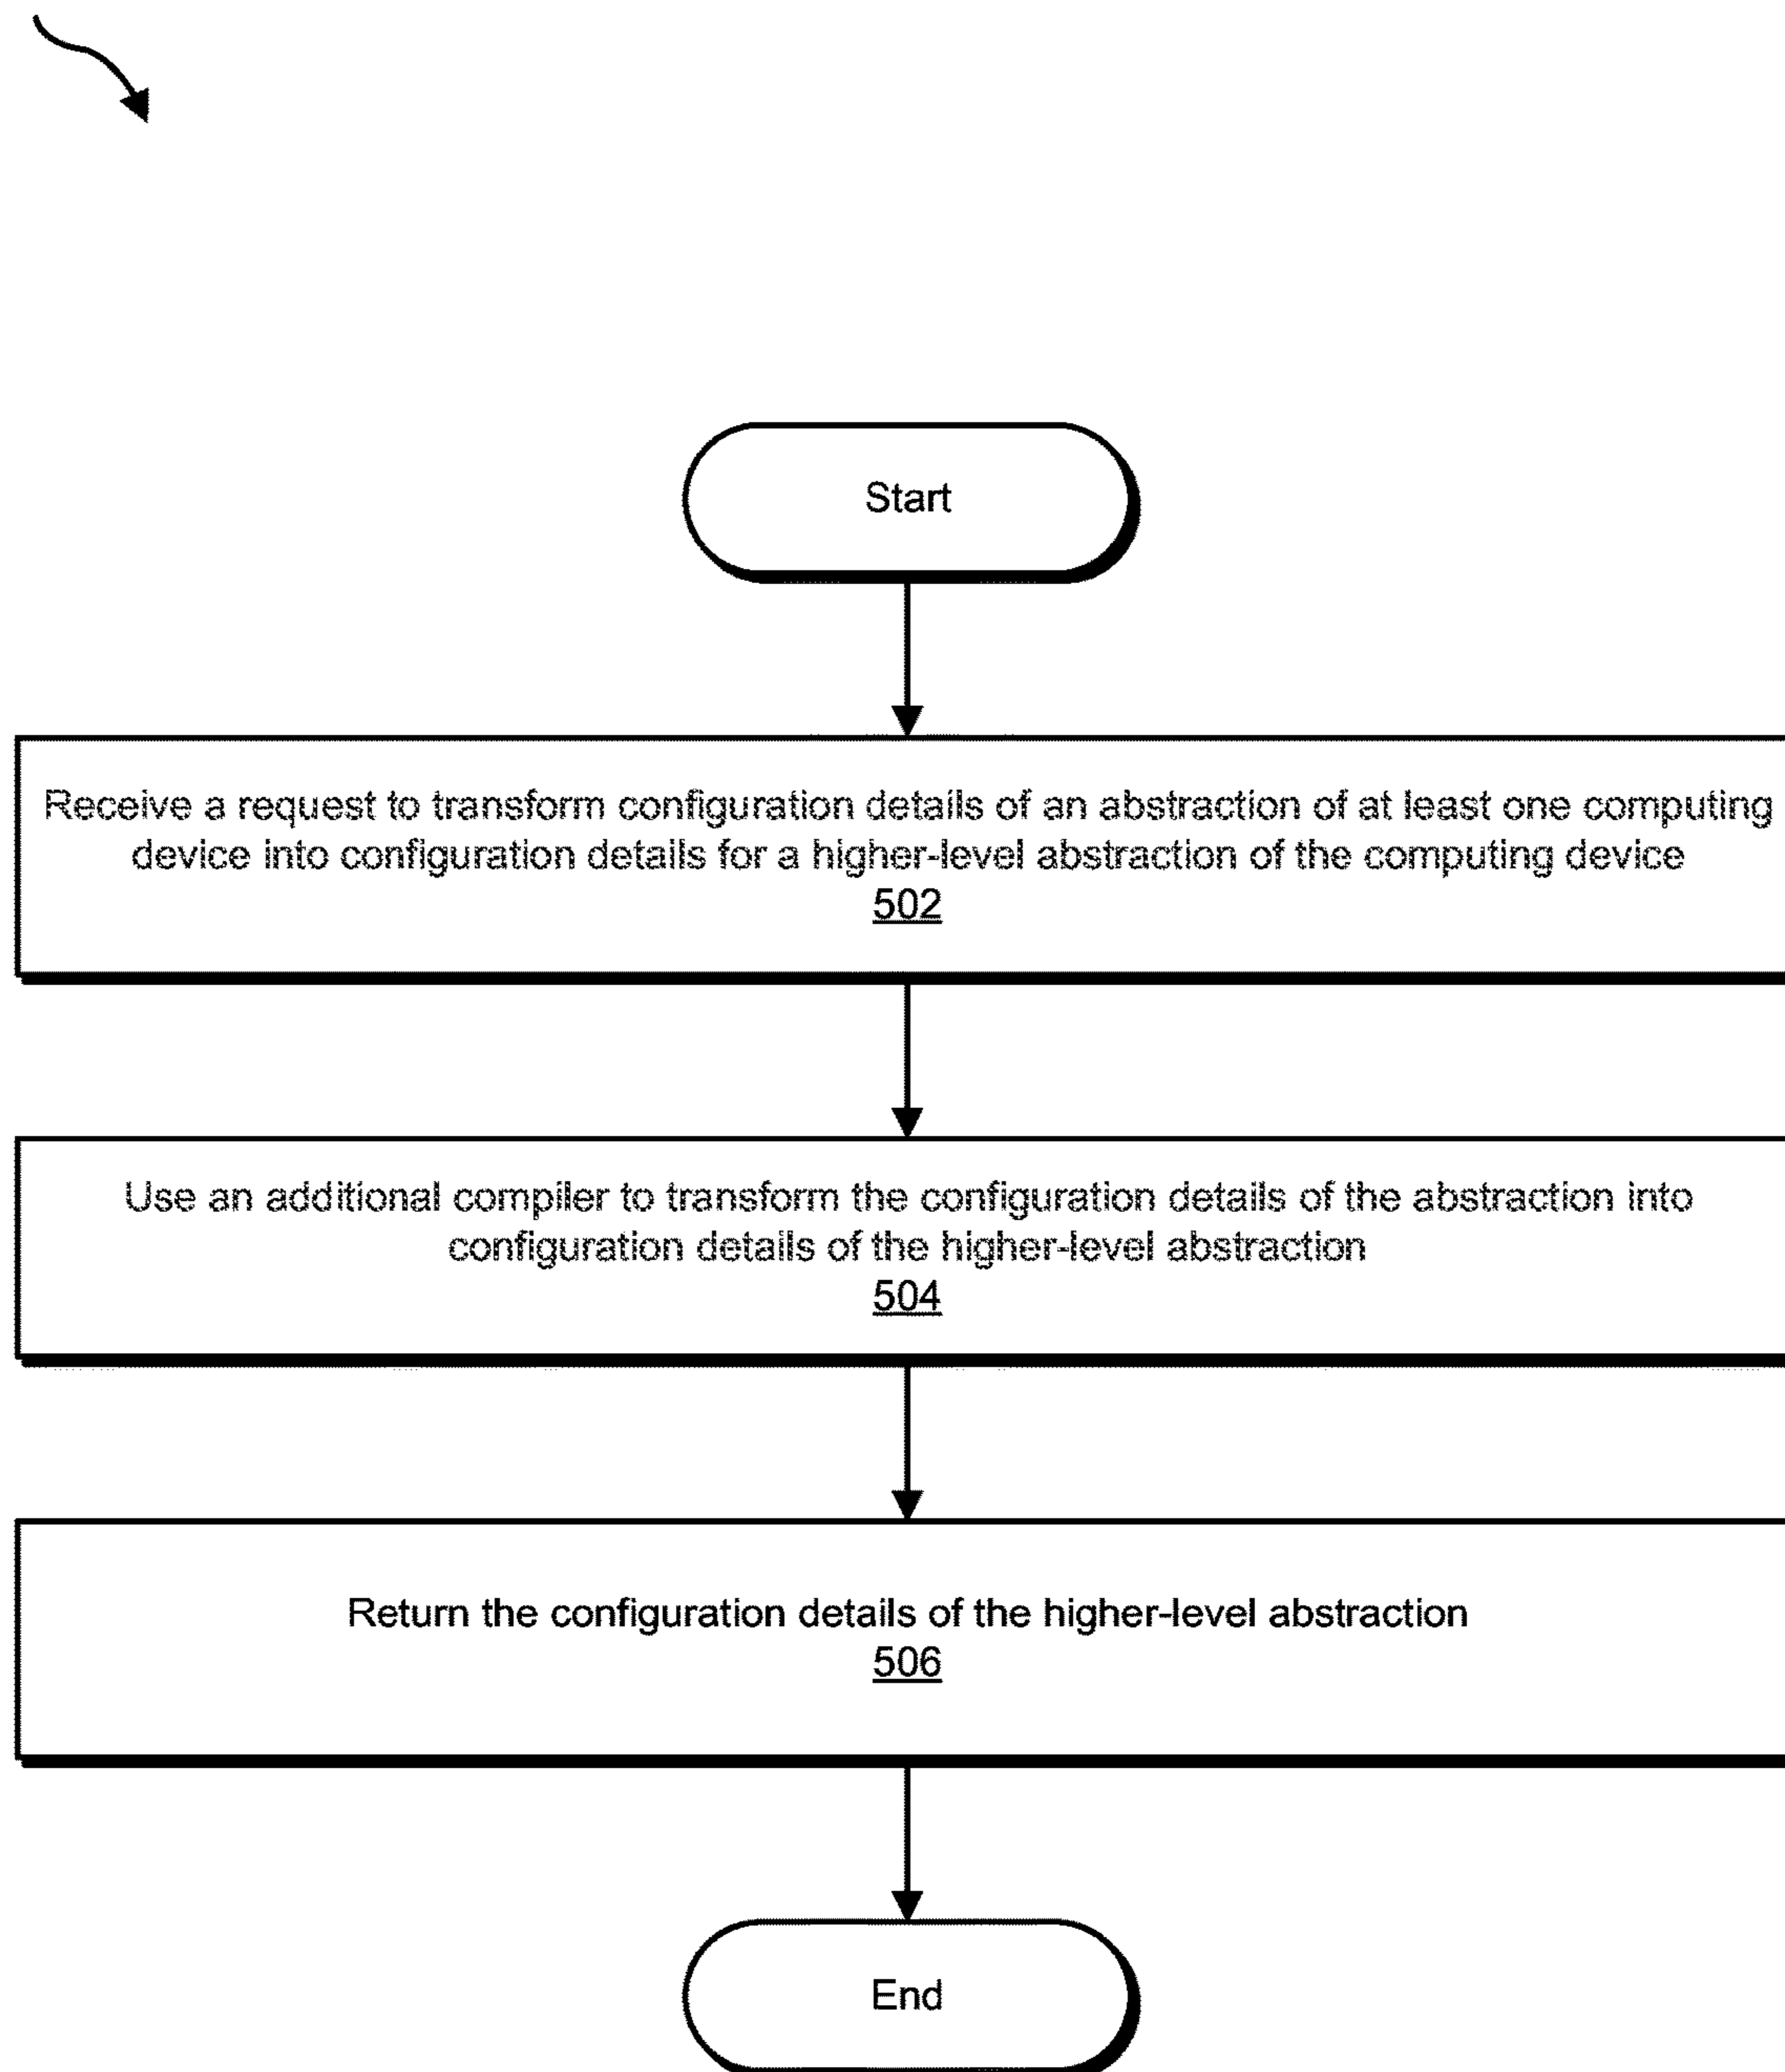 Start
Receive a request to transform configuration details of an abstraction of at least one computing
device into configuration details for a higher-level abstraction of the computing device
502
Use an additional compiler to transform the configuration details of the abstraction into
configuration details of the higher-level abstraction
504
Return the configuration details of the higher-level abstraction
506
End